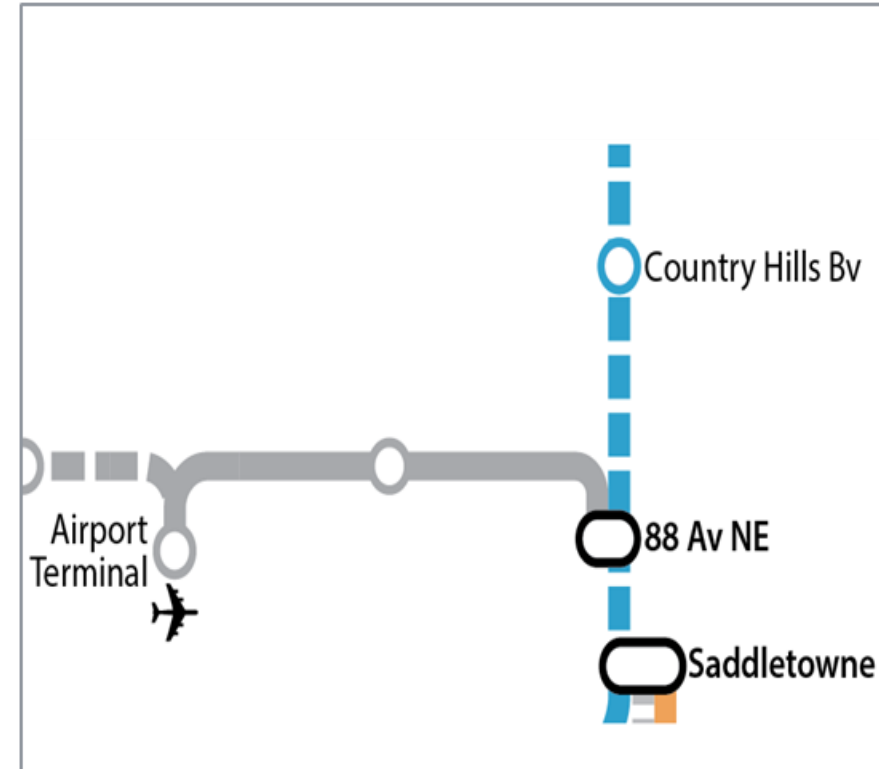 Country Hills Bv
Airport
Terminal
88 Av NE
Saddletowne